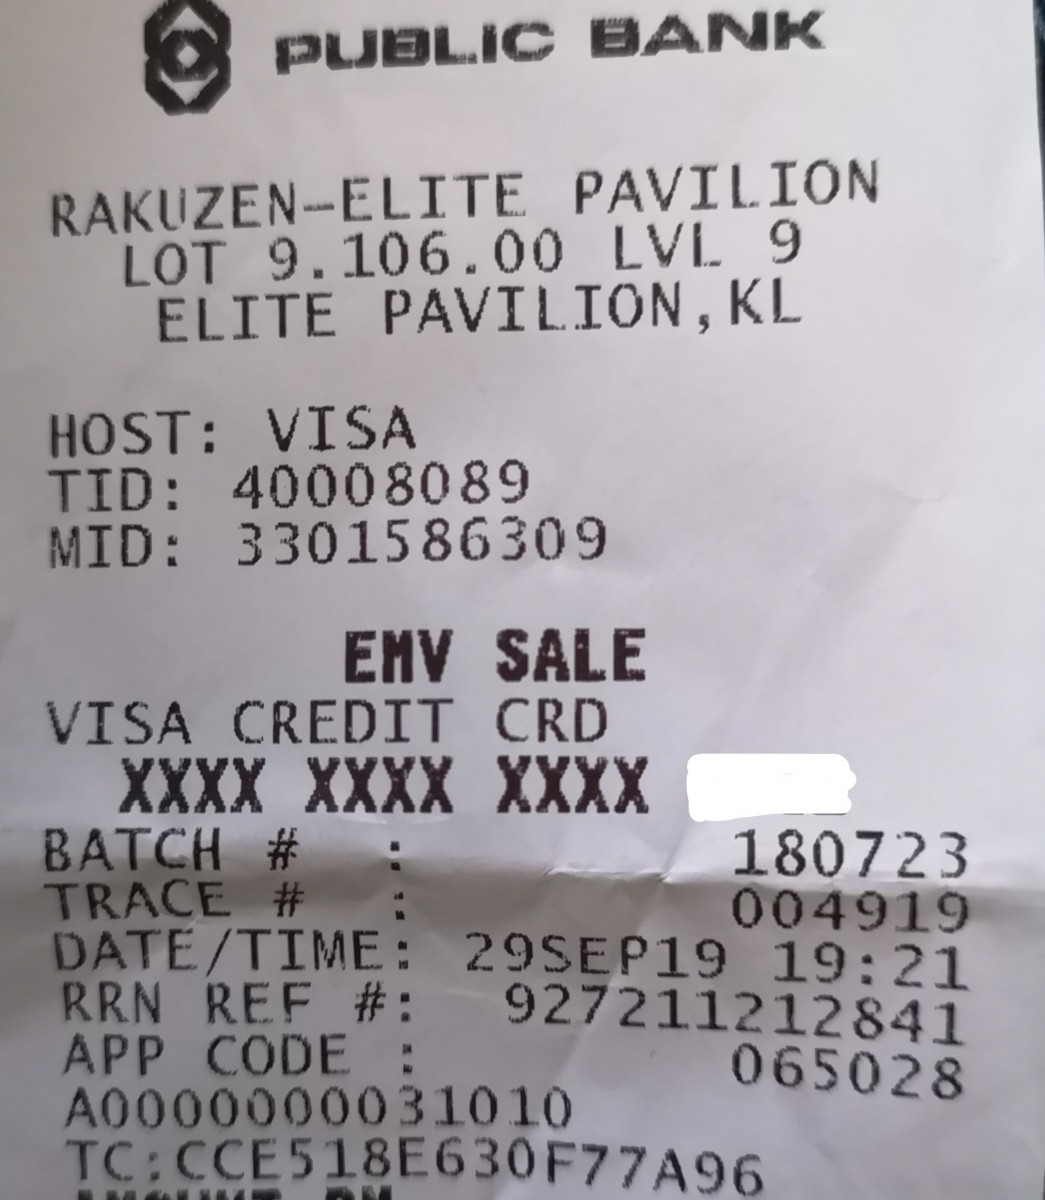 PUBLIC BANK
RAKUZEN-ELITE PAVILION
LOT 9.106.00 LVL 9
ELITE PAVILION,KL
HOST: VISA
TID: 40008089
MID: 3301586309
EMV SALE
VISA CREDIT CRD
XXXX XXXX XXXX
BATCH # : 180723
TRACE # : 004919
DATE/TIME: 29SEP19 19:21
RRN REF #: 927211212841
APP CODE : 065028
A0000000031010
TC:CCE518E630F77A96